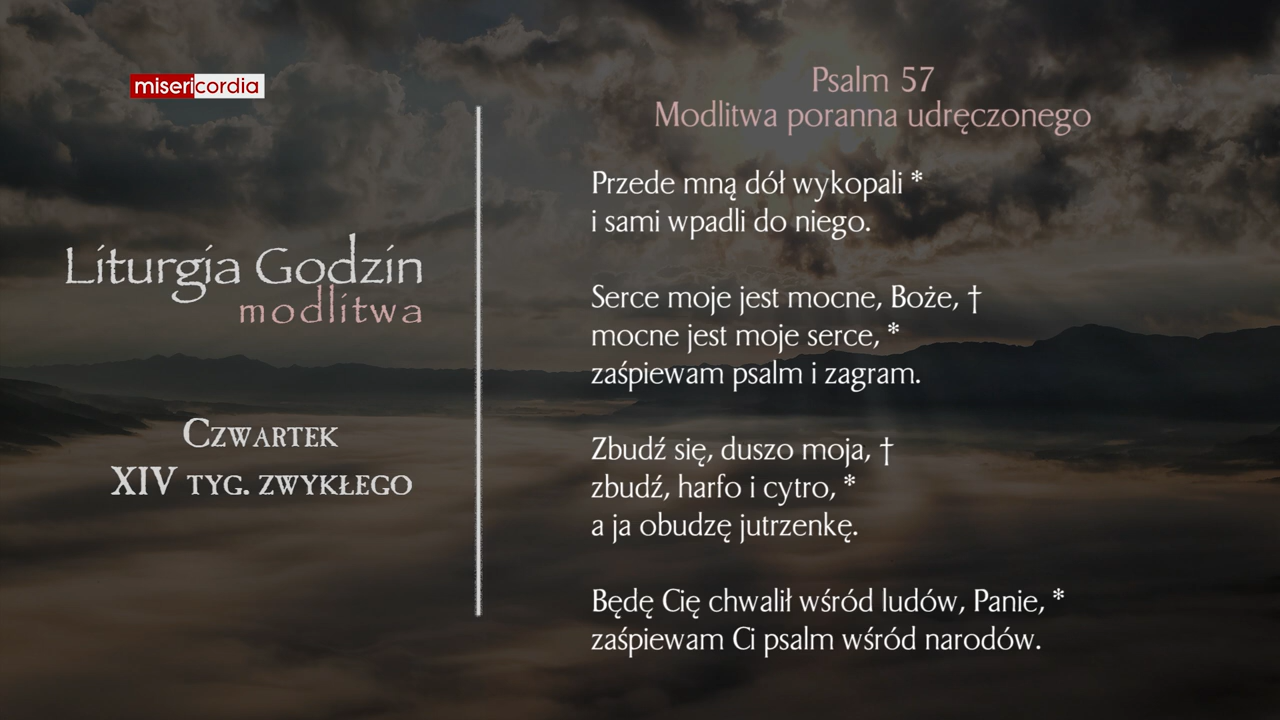 misericordia
Liturgia Godzin
modlitwa
Czwartek
XIV tyg. zwykłego
Psalm 57
Modlitwa poranna udręczonego
Przede mną dół wykopali *
i sami wpadli do niego.
Serce moje jest mocne, Boże, †
mocne jest moje serce, *
zaśpiewam psalm i zagram.
Zbudź się, duszo moja, †
zbudź, harfo i cytro, *
a ja obudzę jutrzenkę.
Będę Cię chwalił wśród ludów, Panie, *
zaśpiewam Ci psalm wśród narodów.